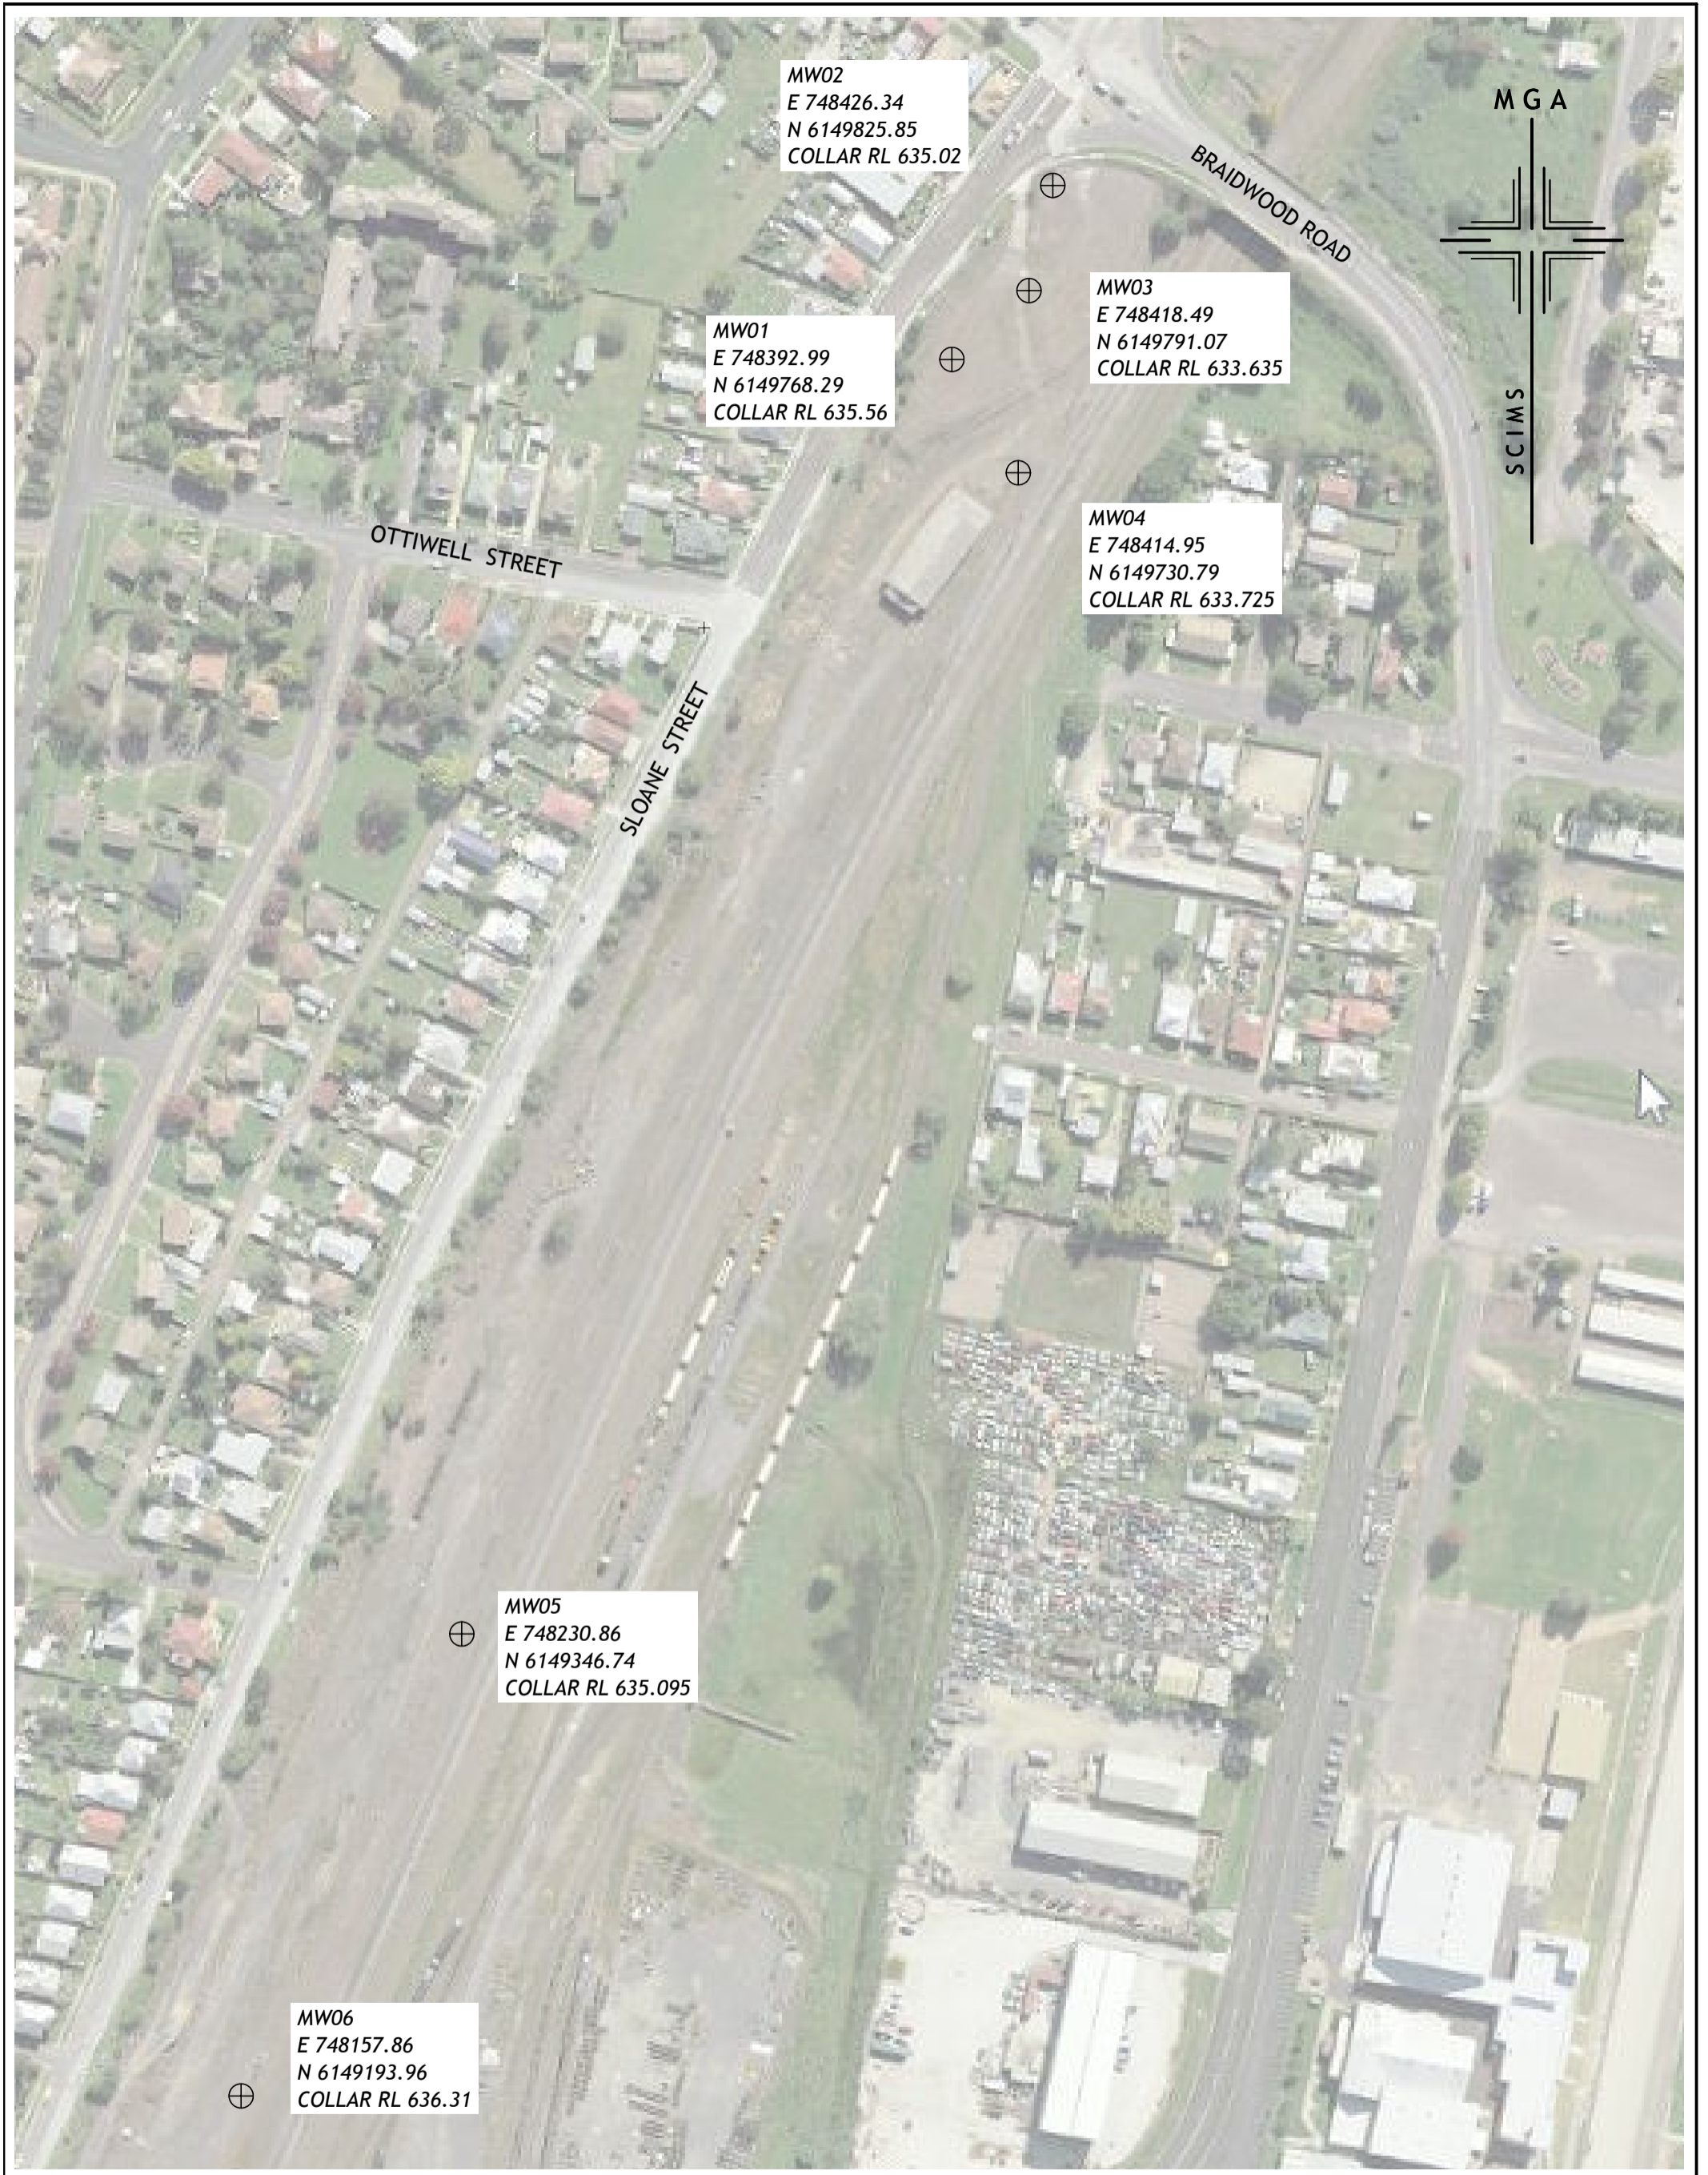 MW02
E 748426.34
N 6149825.85
COLLAR RL 635.02
M G A
BRAIDWOOD ROAD
MW03
E 748418.49
N 6149791.07
COLLAR RL 633.635
MW01
E 748392.99
N 6149768.29
COLLAR RL 635.56
SCIMS
MW04
E 748414.95
N 6149730.79
COLLAR RL 633.725
OTTIWELL STREET
SLOANE STREET
MW05
E 748230.86
N 6149346.74
COLLAR RL 635.095
MW06
E 748157.86
N 6149193.96
COLLAR RL 636.31